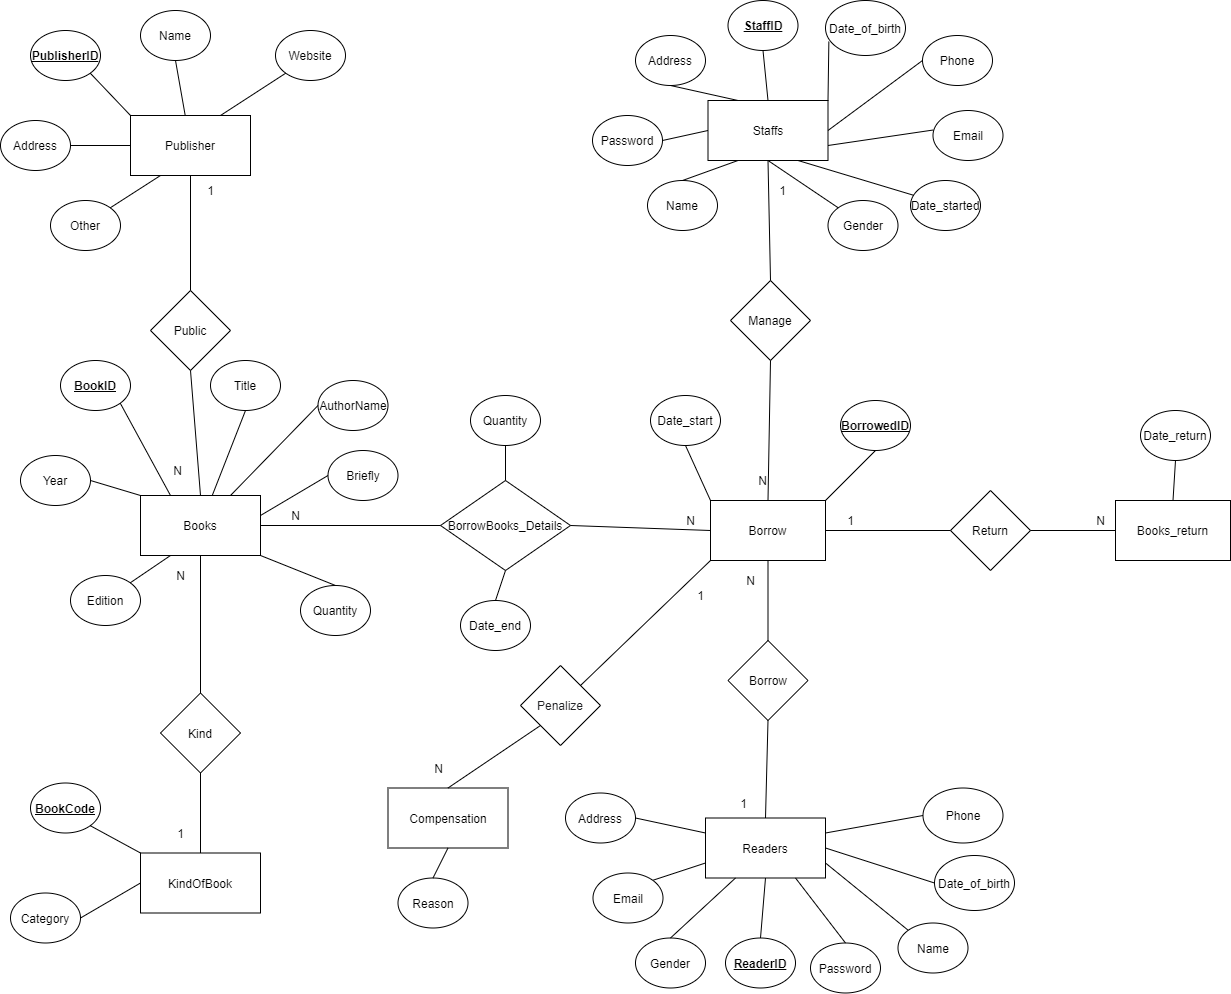 StaffID
Date_of_birth
Name
PublisherID
Website
Address
Phone
Publisher
Staffs
Address
Password
Email
1
1
Name
Date_started
Other
Gender
Public
Manage
BookID
Title
AuthorName
Quantity
Date_start
BorrowedID
Date_return
N
Briefly
Year
N
Books
N
BorrowBooks_Details
N
Borrow
1
Return
N
Books_return
N
N
Edition
Quantity
1
Date_end
Borrow
Penalize
Kind
N
1
BookCode
Compensation
Address
Phone
1
Readers
KindOfBook
Date_of_birth
Email
Reason
Category
Name
Gender
ReaderID
Password